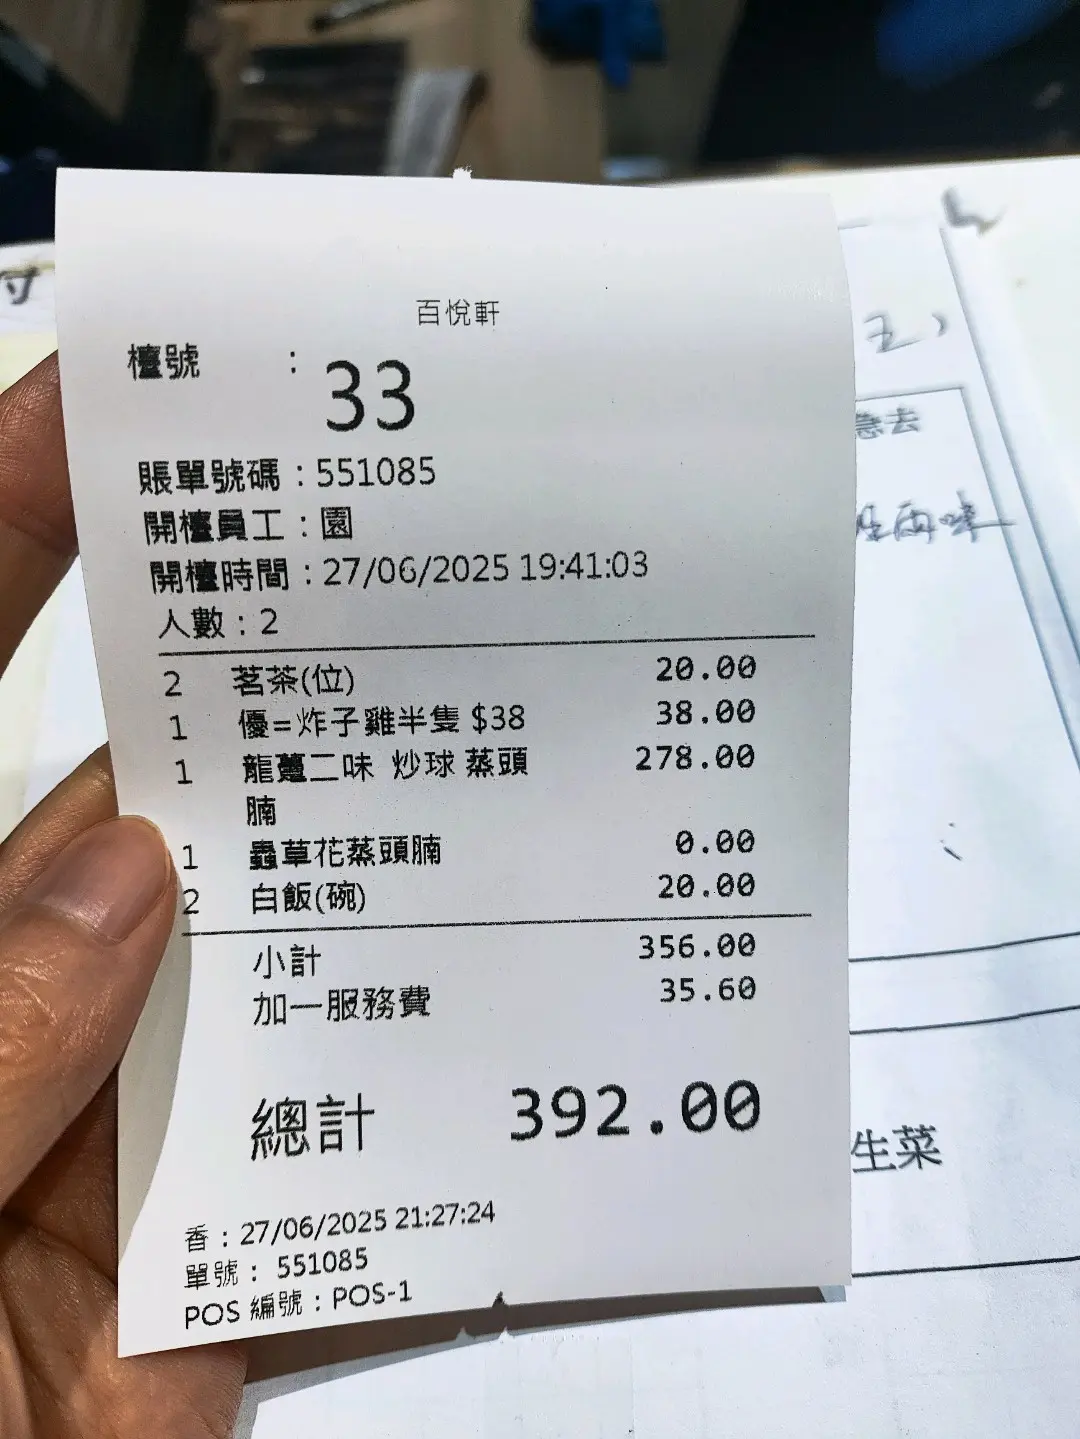 百悅軒
檯號 : 33
賬單號碼 : 551085
開檯員工 : 園
開檯時間 : 27/06/2025 19:41:03
人數 : 2
2 茗茶(位) 20.00
1 優=炸子雞半隻 $38 38.00
1 龍躉二味 炒球 蒸頭 278.00
腩
1 蟲草花蒸頭腩 0.00
2 白飯(碗) 20.00
小計 356.00
加一服務費 35.60
總計 392.00
香 : 27/06/2025 21:27:24
單號 : 551085
POS 編號 : POS-1
生菜